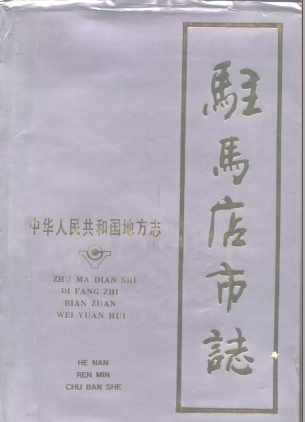 駐馬店市誌
中华人民共和国地方志
ZHU MA DIAN SHI
DI FANG ZHI
BIAN ZUAN
WEI YUAN HUI
HE NAN
REN MIN
CHU BAN SHE